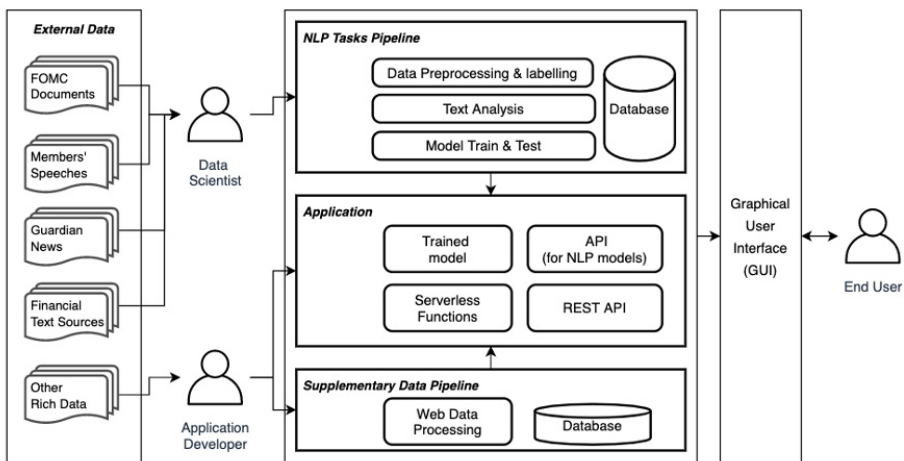 External Data
FOMC
Documents
Members'
Speeches
Guardian
News
Financial
Text Sources
Other
Rich Data
Data
Scientist
Application
Developer
NLP Tasks Pipeline
Data Preprocessing & labelling
Text Analysis
Model Train & Test
Database
Application
Trained
model
API
(for NLP models)
Serverless
Functions
REST API
Supplementary Data Pipeline
Web Data
Processing
Database
Graphical
User
Interface
(GUI)
End User